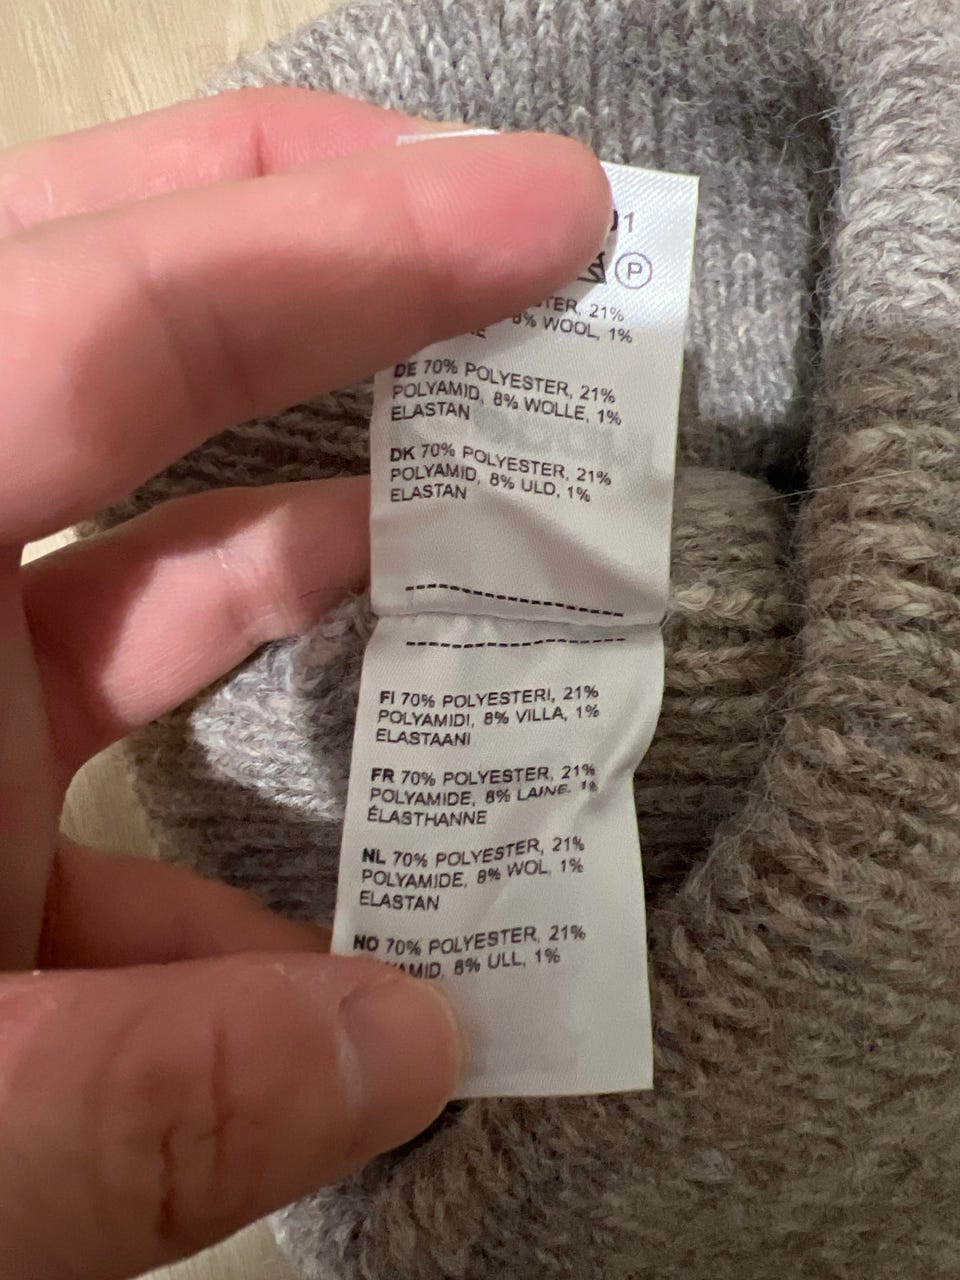 1
P
21%
8% WOOL, 1%
DE 70% POLYESTER, 21%
POLYAMID, 8% WOLLE, 1%
ELASTAN
DK 70% POLYESTER, 21%
POLYAMID, 8% ULD, 1%
ELASTAN
FI 70% POLYESTERI, 21%
POLYAMIDI, 8% VILLA, 1%
ELASTAANI
FR 70% POLYESTER, 21%
POLYAMIDE, 8% LAINE, 1%
ÉLASTHANNE
NL 70% POLYESTER, 21%
POLYAMIDE, 8% WOL, 1%
ELASTAN
NO 70% POLYESTER, 21%
8% ULL, 1%